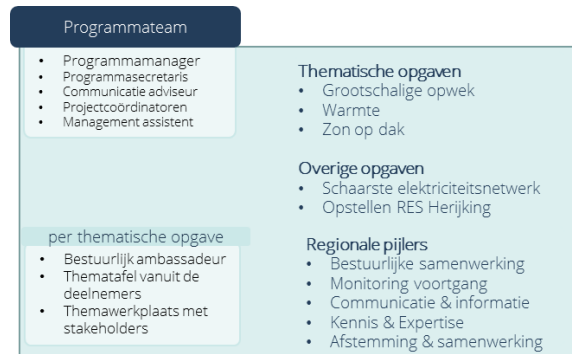 Programmateam
• Programmamanager
• Programmasecretaris
• Communicatie adviseur
• Projectcoördinatoren
• Management assistent
per thematische opgave
• Bestuurlijk ambassadeur
• Thematafel vanuit de
deelnemers
• Themawerkplaats met
stakeholders
Thematische opgaven
• Grootschalige opwek
• Warmte
• Zon op dak
Overige opgaven
• Schaarste elektriciteitsnetwerk
• Opstellen RES Herijking
Regionale pijlers
• Bestuurlijke samenwerking
• Monitoring voortgang
• Communicatie & informatie
• Kennis & Expertise
• Afstemming & samenwerking